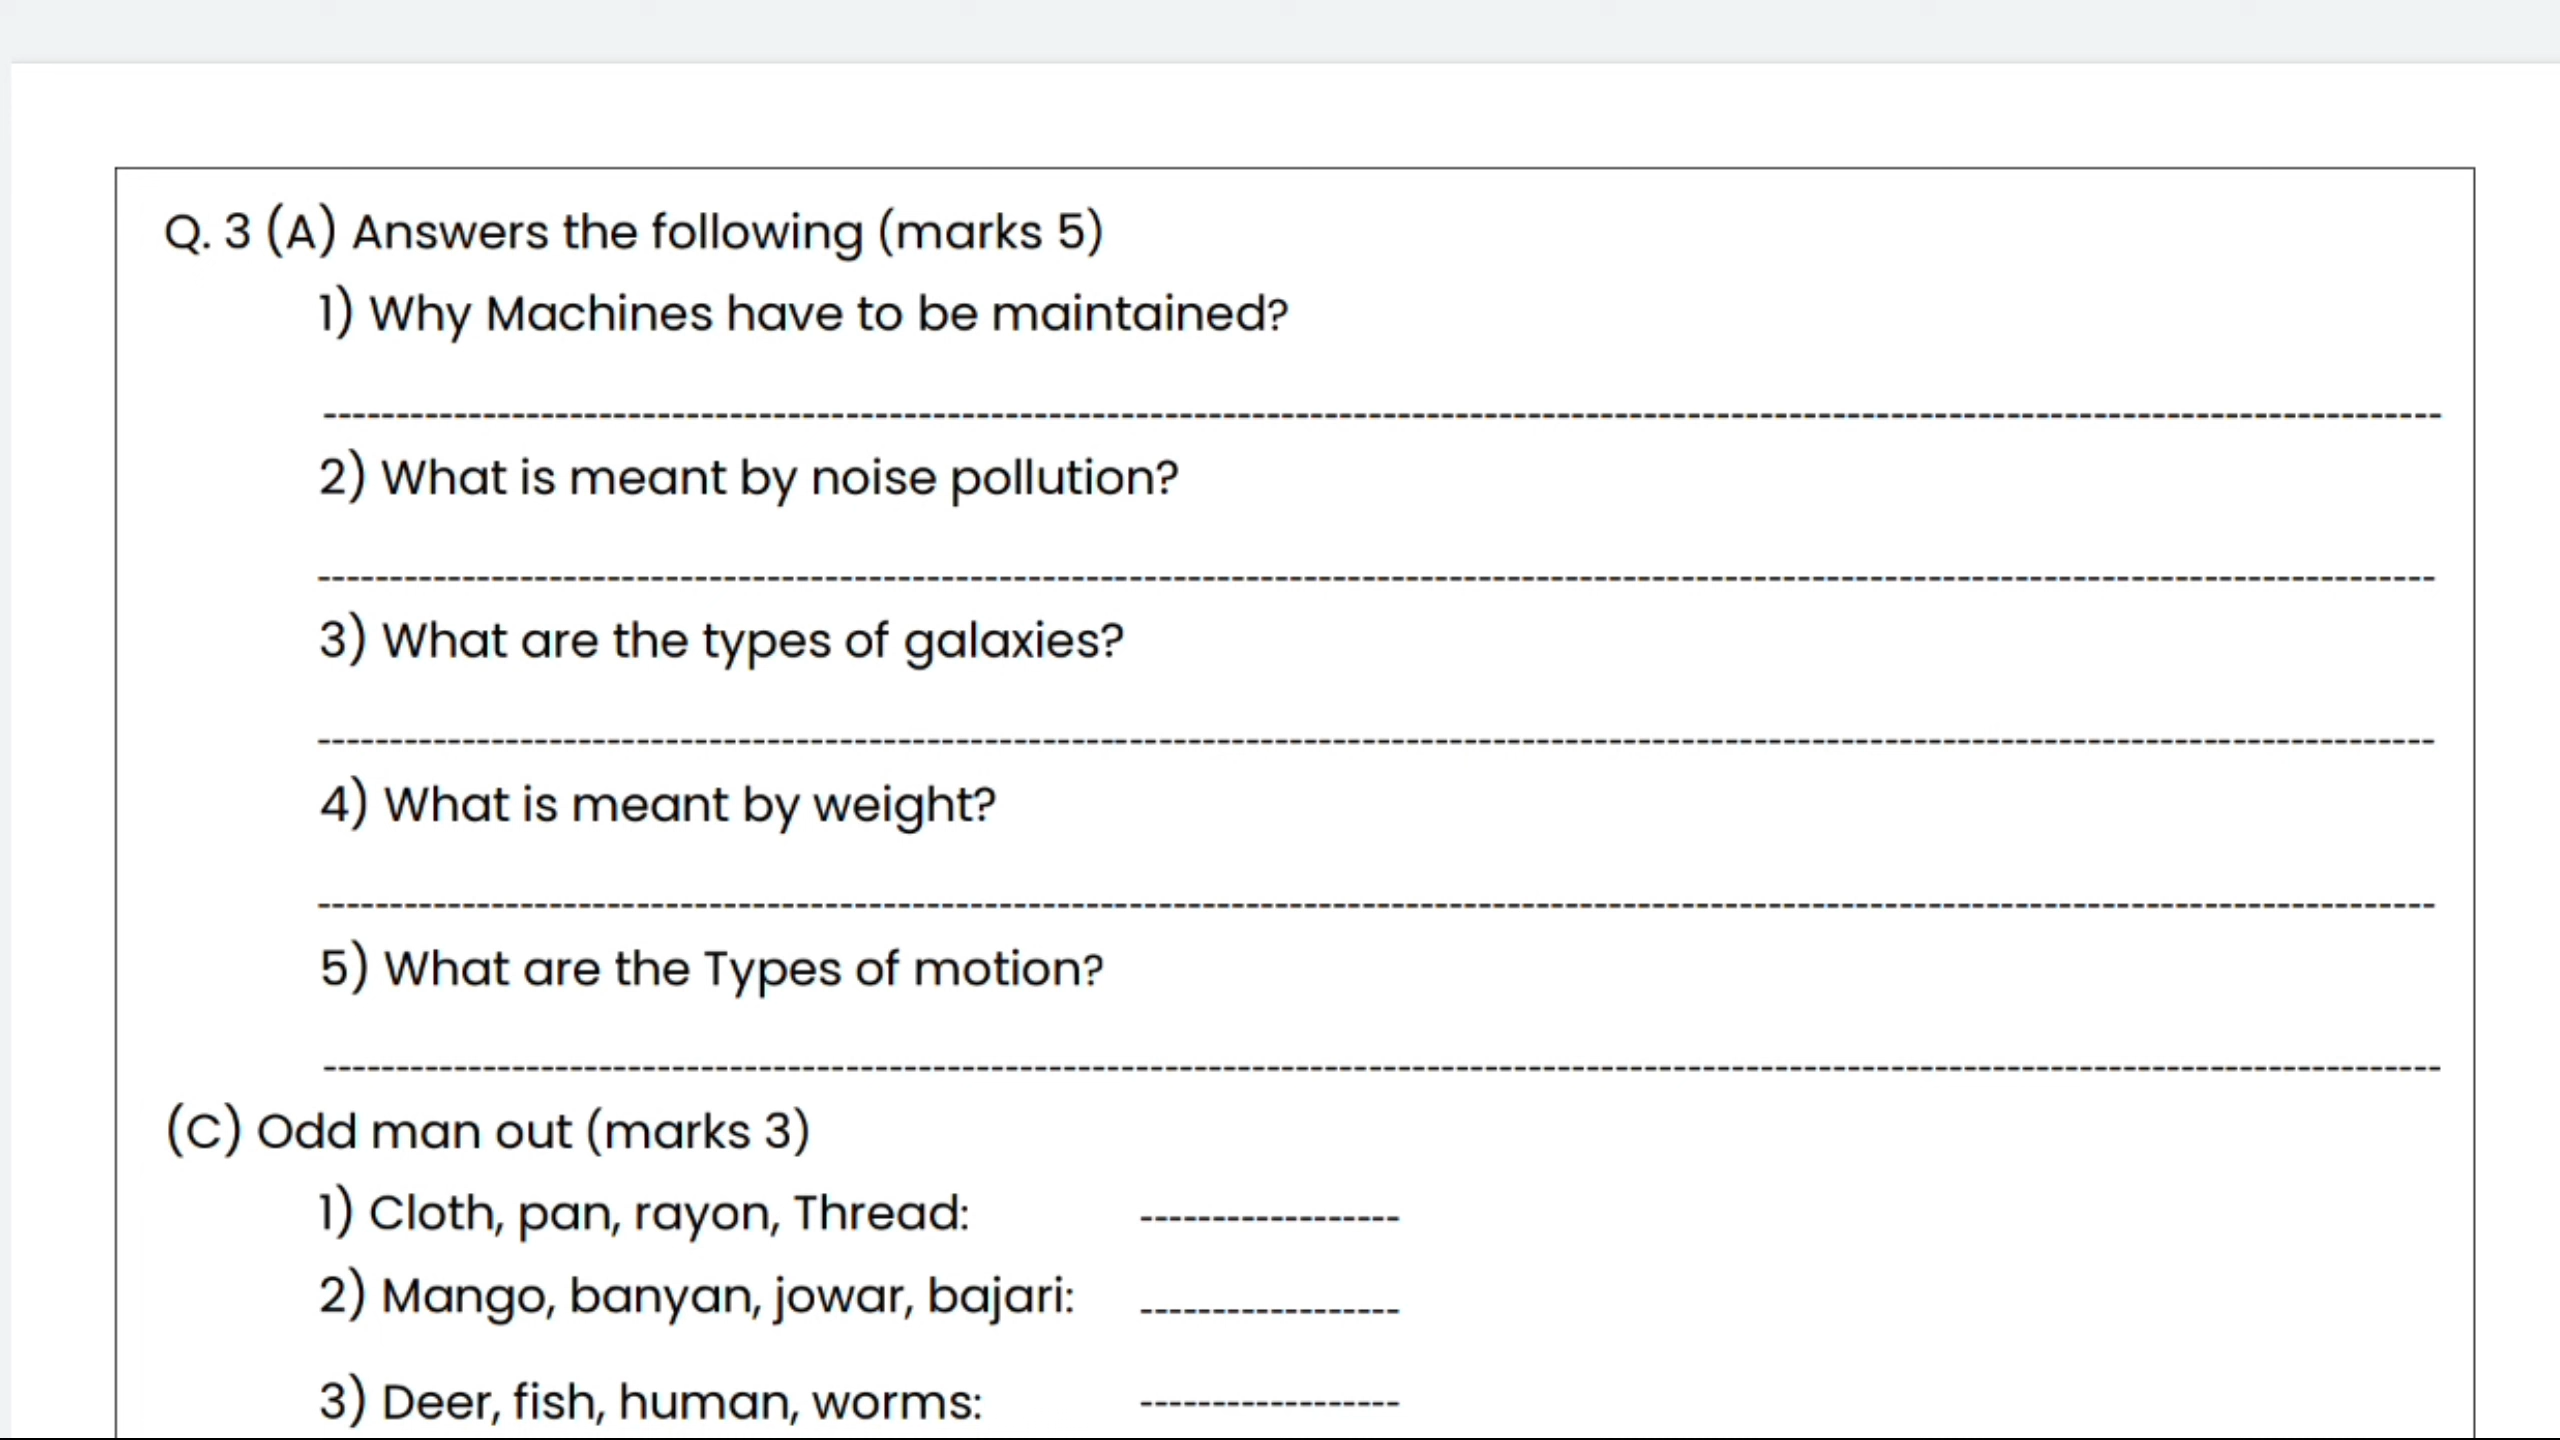 Q. 3 (A) Answers the following (marks 5)
1) Why Machines have to be maintained?
2) What is meant by noise pollution?
3) What are the types of galaxies?
4) What is meant by weight?
5) What are the Types of motion?
(C) Odd man out (marks 3)
1) Cloth, pan, rayon, Thread: ------------------
2) Mango, banyan, jowar, bajari: ------------------
3) Deer, fish, human, worms: ------------------